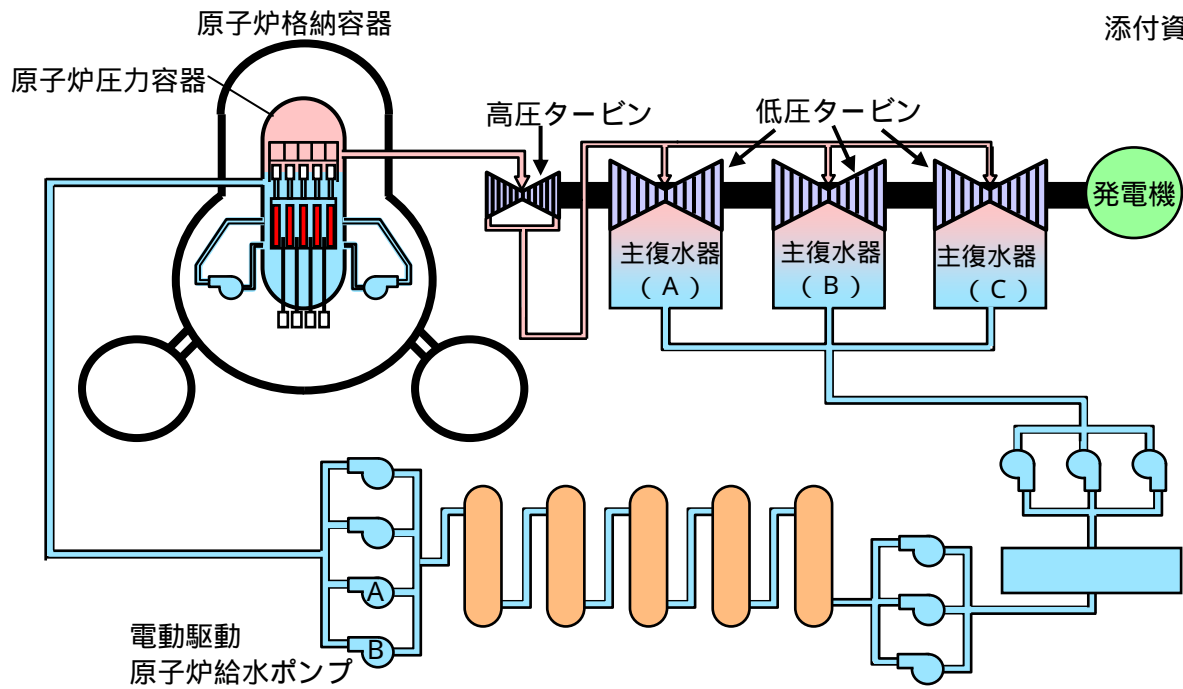 原子炉格納容器
添付資
原子炉圧力容器
高圧タービン
低圧タービン
発電機
主復水器
（Ａ）
主復水器
（Ｂ）
主復水器
（Ｃ）
A
B
電動駆動
原子炉給水ポンプ